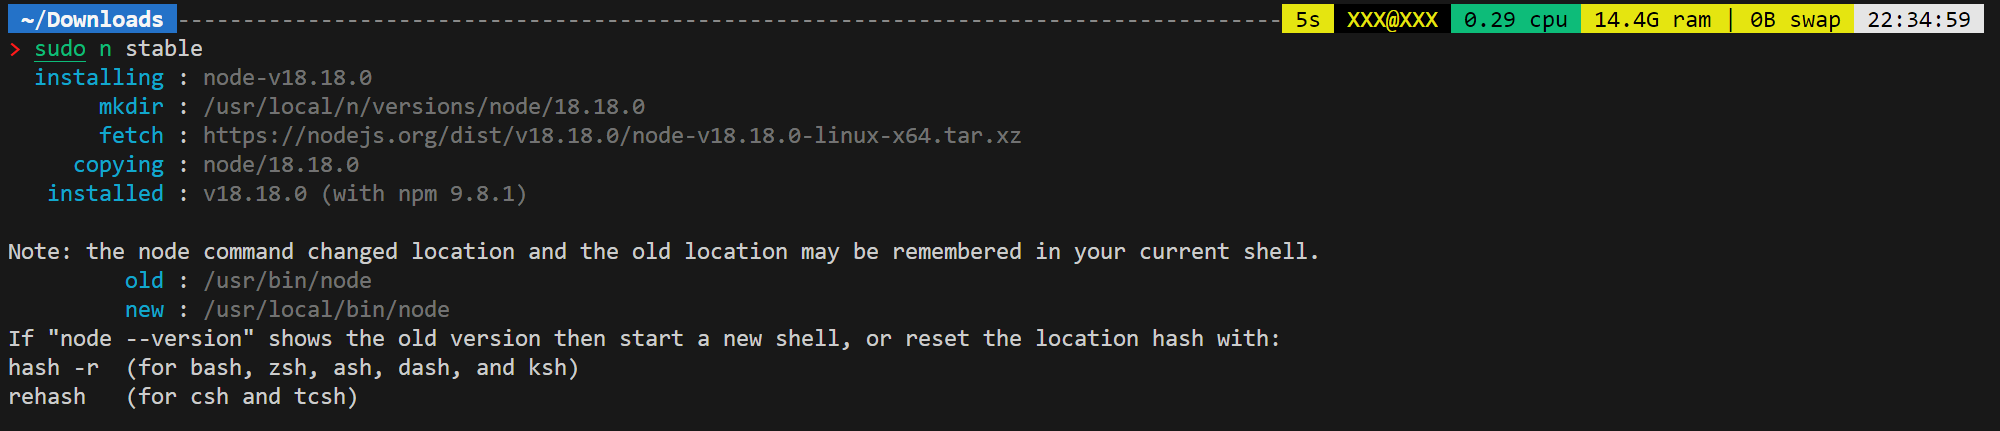 ~/Downloads ------------------------------------------------------------------------------------- 5s XXX@XXX 0.29 cpu 14.4G ram | 0B swap 22:34:59
> sudo n stable
installing : node-v18.18.0
mkdir : /usr/local/n/versions/node/18.18.0
fetch : https://nodejs.org/dist/v18.18.0/node-v18.18.0-linux-x64.tar.xz
copying : node/18.18.0
installed : v18.18.0 (with npm 9.8.1)
Note: the node command changed location and the old location may be remembered in your current shell.
old : /usr/bin/node
new : /usr/local/bin/node
If "node --version" shows the old version then start a new shell, or reset the location hash with:
hash -r (for bash, zsh, ash, dash, and ksh)
rehash (for csh and tcsh)